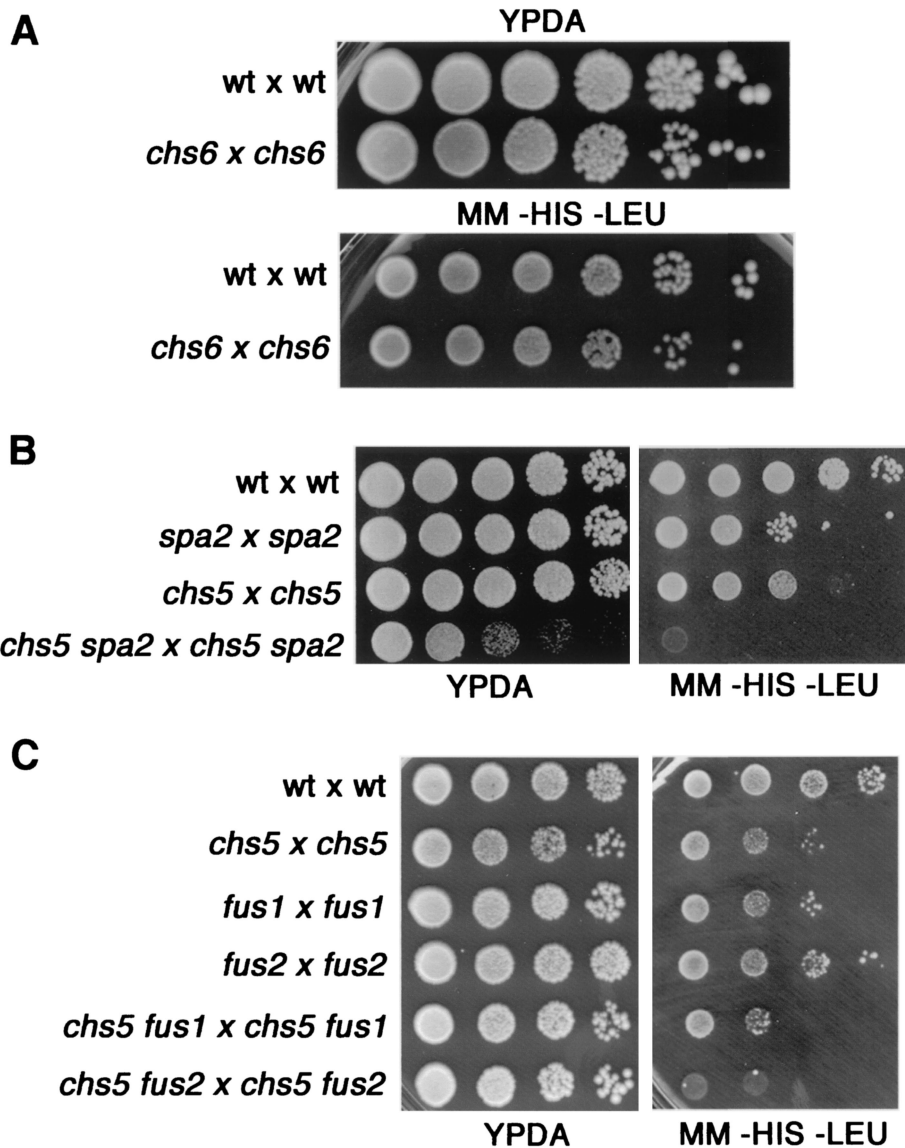 A
YPDA
wt x wt
chs6 x chs6
MM -HIS -LEU
wt x wt
chs6 x chs6
B
wt x wt
spa2 x spa2
chs5 x chs5
chs5 spa2 x chs5 spa2
YPDA
MM -HIS -LEU
C
wt x wt
chs5 x chs5
fus1 x fus1
fus2 x fus2
chs5 fus1 x chs5 fus1
chs5 fus2 x chs5 fus2
YPDA
MM -HIS -LEU